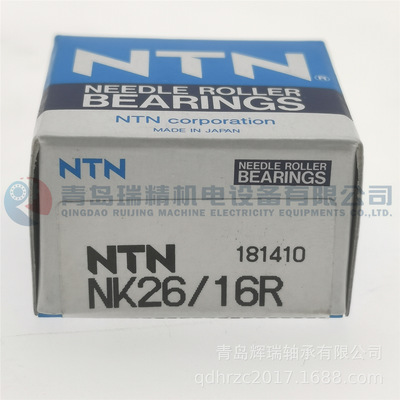 NTN®
NEEDLE ROLLER
BEARINGS
NTN corporation
MADE IN JAPAN
NTN
NEEDLE ROLLER
BEARINGS
青岛瑞精机电设备有限公司
QINGDAO RUIJING MACHINE ELECTRICITY EQUIPMENTS CO.,LTD
NTN
181410
NK26/16R
青岛辉瑞轴承有限公司
qdhrzc2017.1688.com